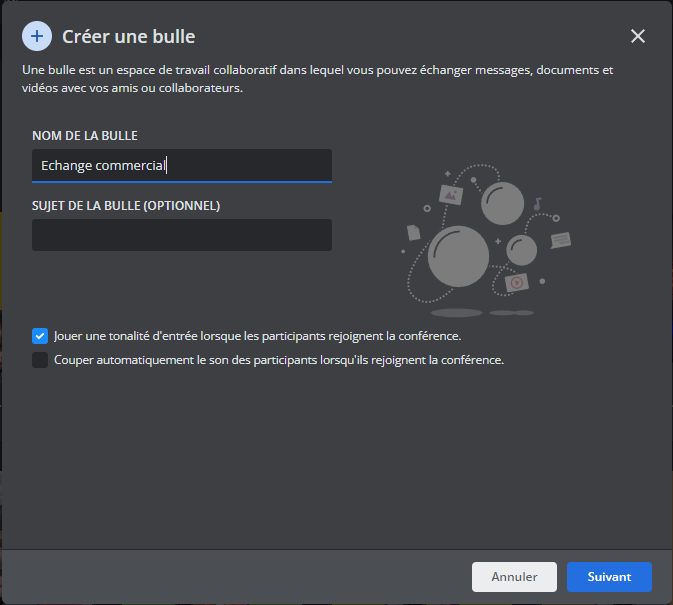 Créer une bulle
Une bulle est un espace de travail collaboratif dans lequel vous pouvez échanger messages, documents et
vidéos avec vos amis ou collaborateurs.
NOM DE LA BULLE
Echange commercial
SUJET DE LA BULLE (OPTIONNEL)
Jouer une tonalité d'entrée lorsque les participants rejoignent la conférence.
Couper automatiquement le son des participants lorsqu'ils rejoignent la conférence.
Annuler
Suivant